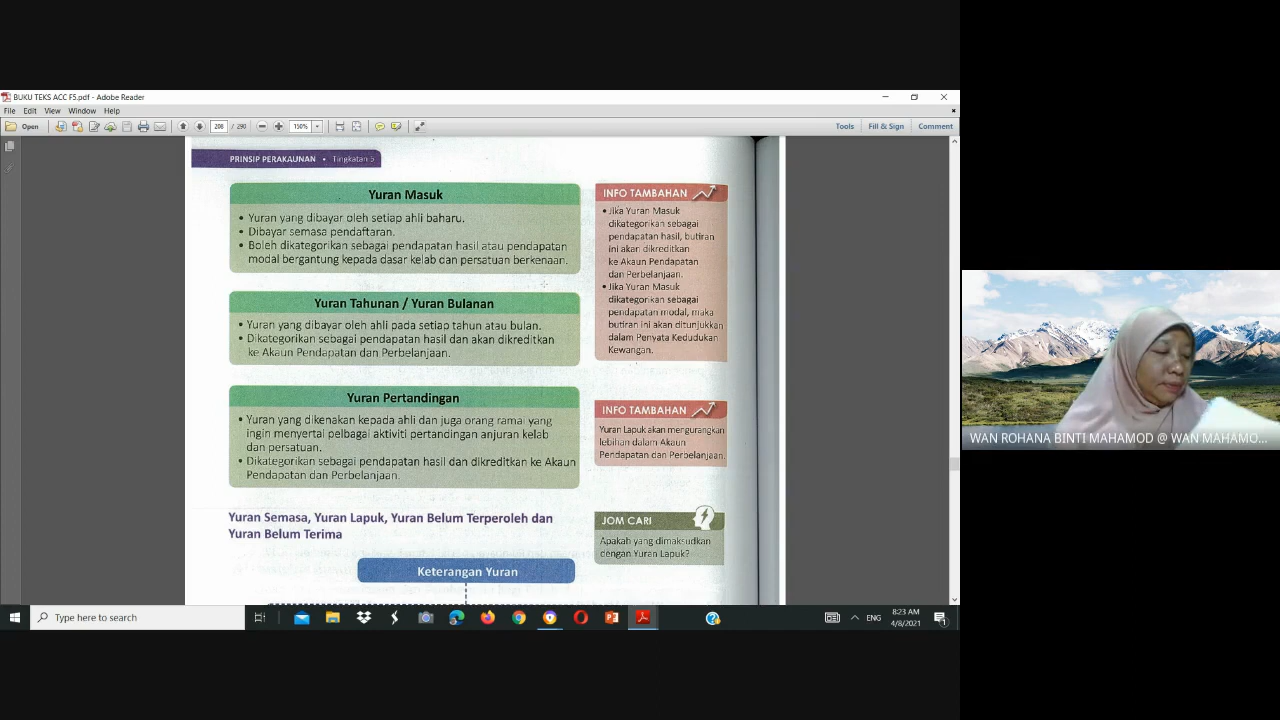 BUKU TEKS ACC F5.pdf - Adobe Reader
File Edit View Window Help
Open
206 / 290
150%
Tools Fill & Sign Comment
PRINSIP PERAKAUNAN • Tingkatan 5
Yuran Masuk
• Yuran yang dibayar oleh setiap ahli baharu.
• Dibayar semasa pendaftaran.
• Boleh dikategorikan sebagai pendapatan hasil atau pendapatan
modal bergantung kepada dasar kelab dan persatuan berkenaan.
Yuran Tahunan / Yuran Bulanan
• Yuran yang dibayar oleh ahli pada setiap tahun atau bulan.
• Dikategorikan sebagai pendapatan hasil dan akan dikreditkan
ke Akaun Pendapatan dan Perbelanjaan.
Yuran Pertandingan
• Yuran yang dikenakan kepada ahli dan juga orang ramai yang
ingin menyertai pelbagai aktiviti pertandingan anjuran kelab
dan persatuan.
• Dikategorikan sebagai pendapatan hasil dan dikreditkan ke Akaun
Pendapatan dan Perbelanjaan.
Yuran Semasa, Yuran Lapuk, Yuran Belum Terperoleh dan
Yuran Belum Terima
Keterangan Yuran
INFO TAMBAHAN
• Jika Yuran Masuk
dikategorikan sebagai
pendapatan hasil, butiran
ini akan dikreditkan
ke Akaun Pendapatan
dan Perbelanjaan.
• Jika Yuran Masuk
dikategorikan sebagai
pendapatan modal, maka
butiran ini akan ditunjukkan
dalam Penyata Kedudukan
Kewangan.
INFO TAMBAHAN
Yuran Lapuk akan mengurangkan
lebihan dalam Akaun
Pendapatan dan Perbelanjaan.
JOM CARI
Apakah yang dimaksudkan
dengan Yuran Lapuk?
WAN ROHANA BINTI MAHAMOD @ WAN MAHAMO...
Type here to search
ENG
8:23 AM
4/8/2021
1